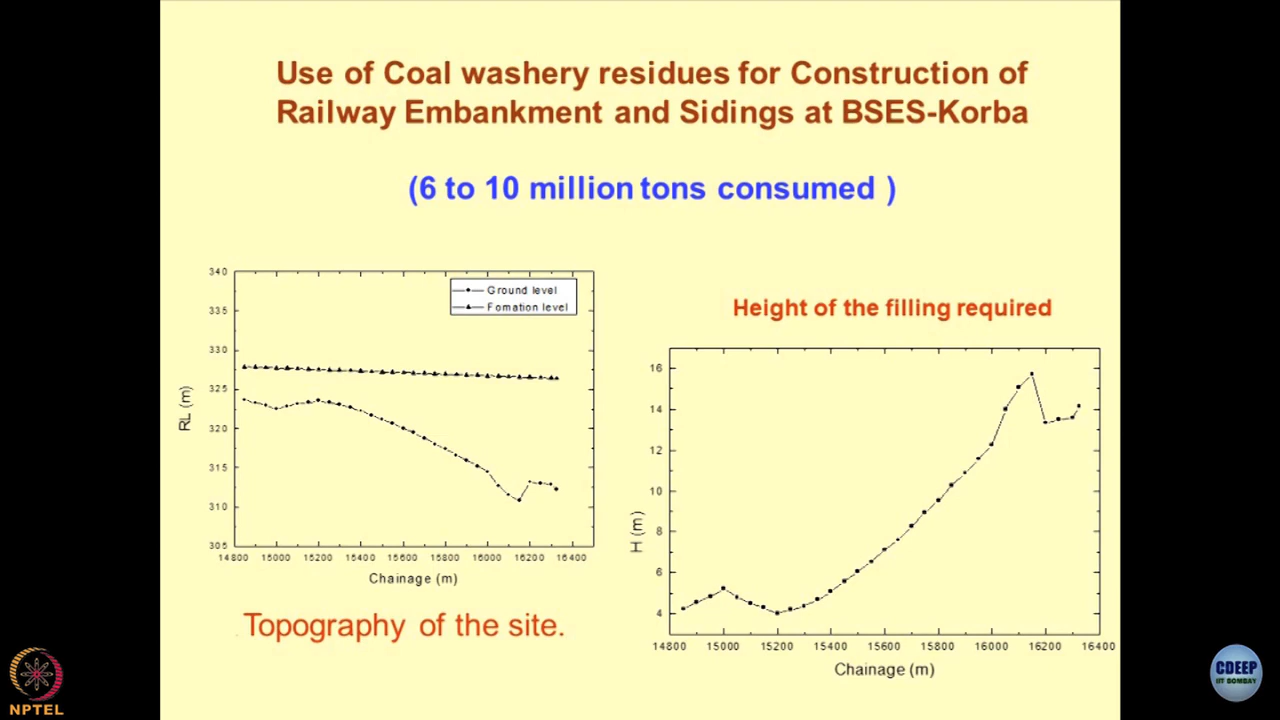 Use of Coal washery residues for Construction of
Railway Embankment and Sidings at BSES-Korba
(6 to 10 million tons consumed )
340
335
330
325
320
315
310
305
RL (m)
Ground level
Fomation level
14800 15000 15200 15400 15600 15800 16000 16200 16400
Chainage (m)
Topography of the site.
Height of the filling required
16
14
12
10
8
6
4
H (m)
14800 15000 15200 15400 15600 15800 16000 16200 16400
Chainage (m)
NPTEL
CDEEP
IIT BOMBAY